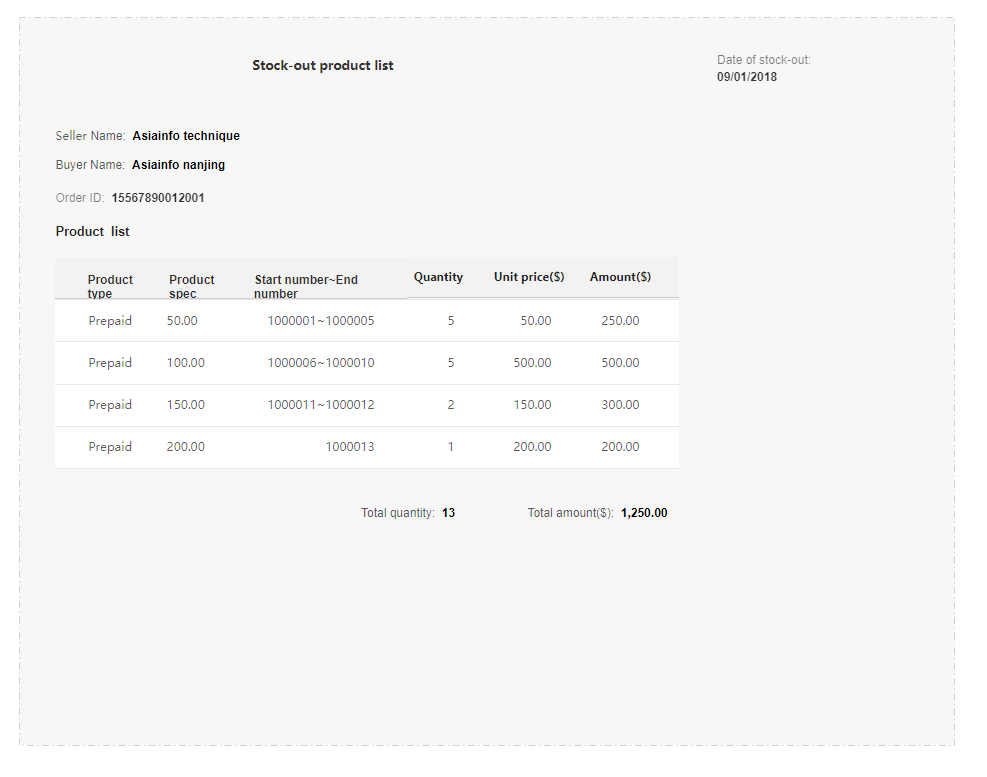 Stock-out product list
Date of stock-out:
09/01/2018
Seller Name: Asiainfo technique
Buyer Name: Asiainfo nanjing
Order ID: 15567890012001
Product list
Product type Product spec Start number~End number Quantity Unit price($) Amount($)
Prepaid 50.00 1000001~1000005 5 50.00 250.00
Prepaid 100.00 1000006~1000010 5 500.00 500.00
Prepaid 150.00 1000011~1000012 2 150.00 300.00
Prepaid 200.00 1000013 1 200.00 200.00
Total quantity: 13 Total amount($): 1,250.00